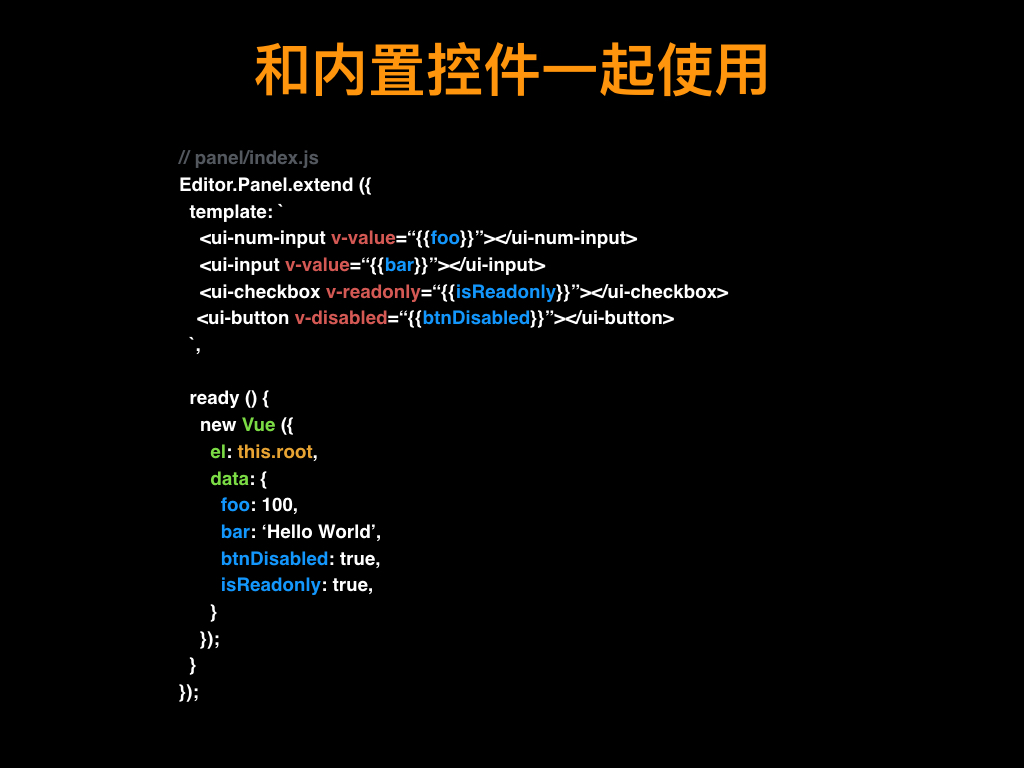 和内置控件一起使用
// panel/index.js
Editor.Panel.extend ({
template: `
<ui-num-input v-value=“{{foo}}”></ui-num-input>
<ui-input v-value=“{{bar}}”></ui-input>
<ui-checkbox v-readonly=“{{isReadonly}}”></ui-checkbox>
<ui-button v-disabled=“{{btnDisabled}}”></ui-button>
`,
ready () {
new Vue ({
el: this.root,
data: {
foo: 100,
bar: ‘Hello World’,
btnDisabled: true,
isReadonly: true,
}
});
}
});